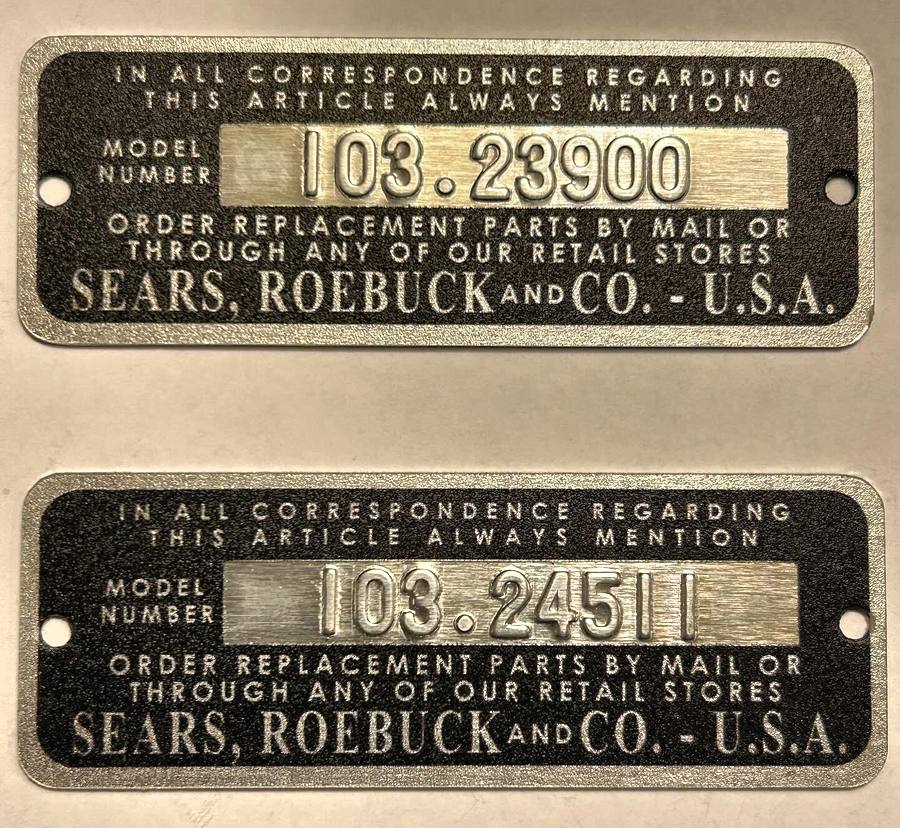 IN ALL CORRESPONDENCE REGARDING
THIS ARTICLE ALWAYS MENTION
MODEL
NUMBER
103.23900
ORDER REPLACEMENT PARTS BY MAIL OR
THROUGH ANY OF OUR RETAIL STORES
SEARS, ROEBUCK AND CO. - U.S.A.
IN ALL CORRESPONDENCE REGARDING
THIS ARTICLE ALWAYS MENTION
MODEL
NUMBER
103.24511
ORDER REPLACEMENT PARTS BY MAIL OR
THROUGH ANY OF OUR RETAIL STORES
SEARS, ROEBUCK AND CO. - U.S.A.